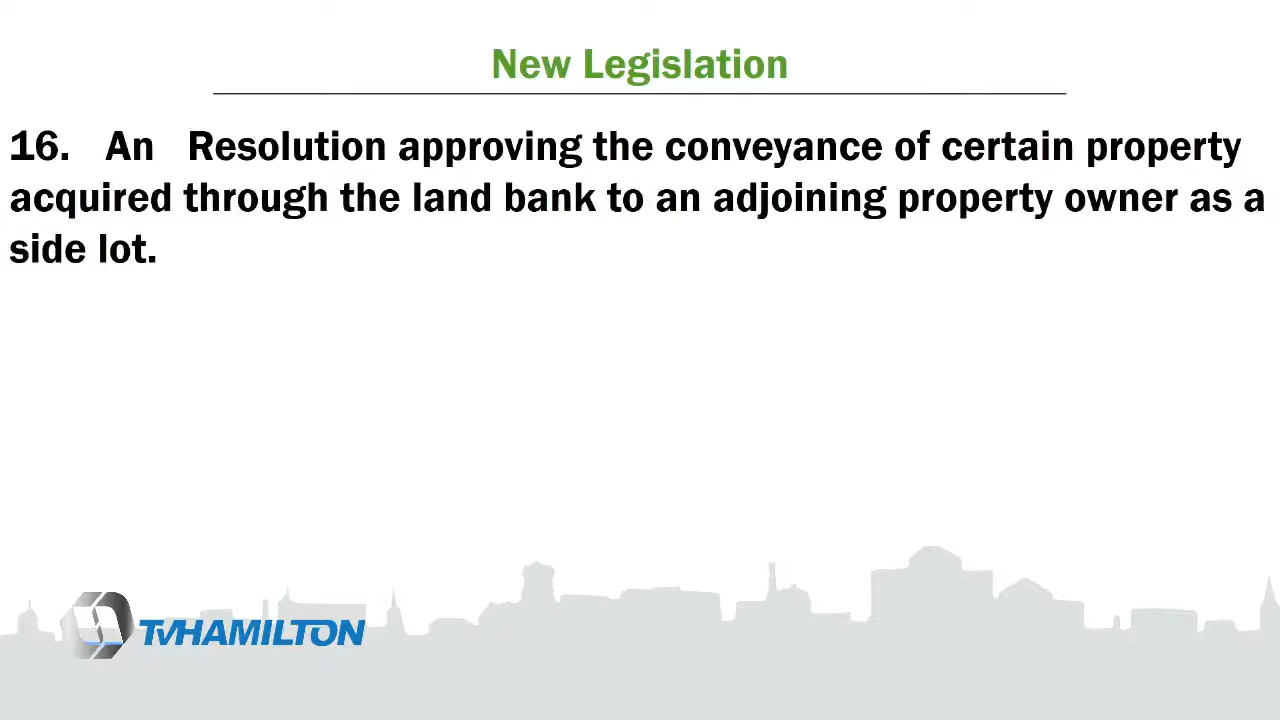 New Legislation
16. An Resolution approving the conveyance of certain property
acquired through the land bank to an adjoining property owner as a
side lot.
TVHAMILTON